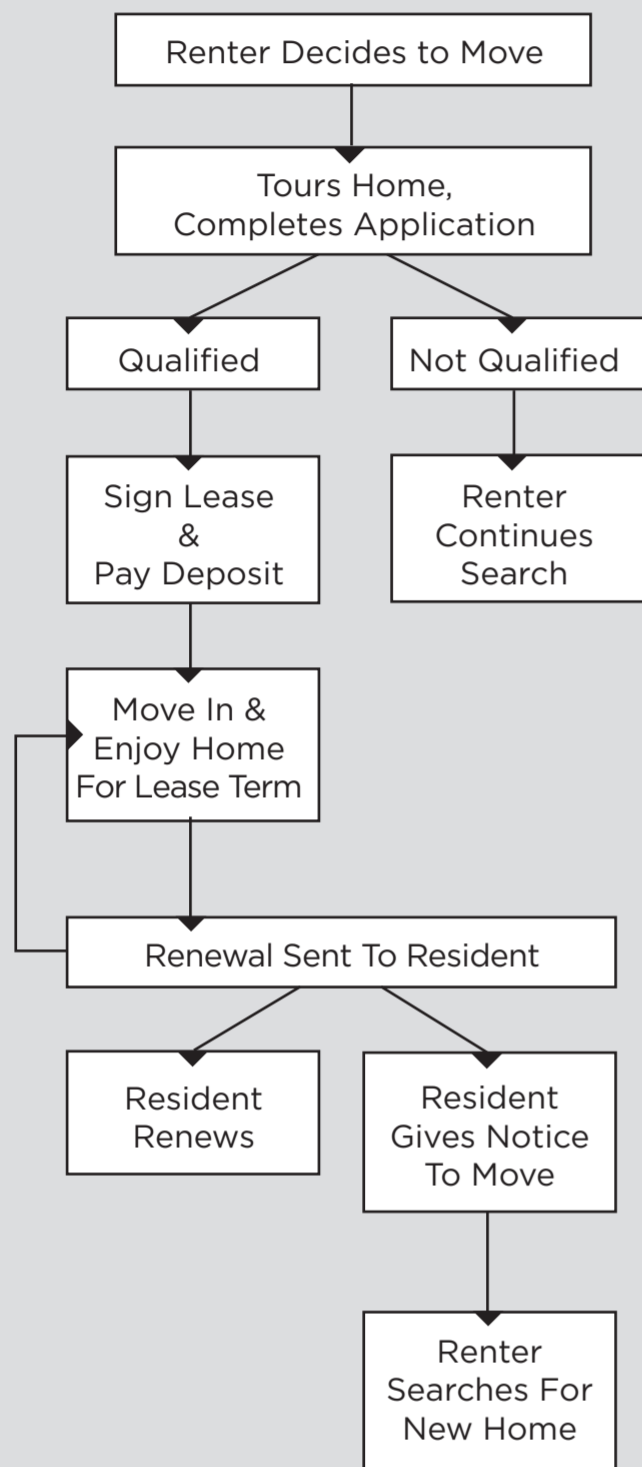 Renter Decides to Move
Tours Home,
Completes Application
Qualified
Not Qualified
Sign Lease
&
Pay Deposit
Renter
Continues
Search
Move In &
Enjoy Home
For Lease Term
Renewal Sent To Resident
Resident
Renews
Resident
Gives Notice
To Move
Renter
Searches For
New Home